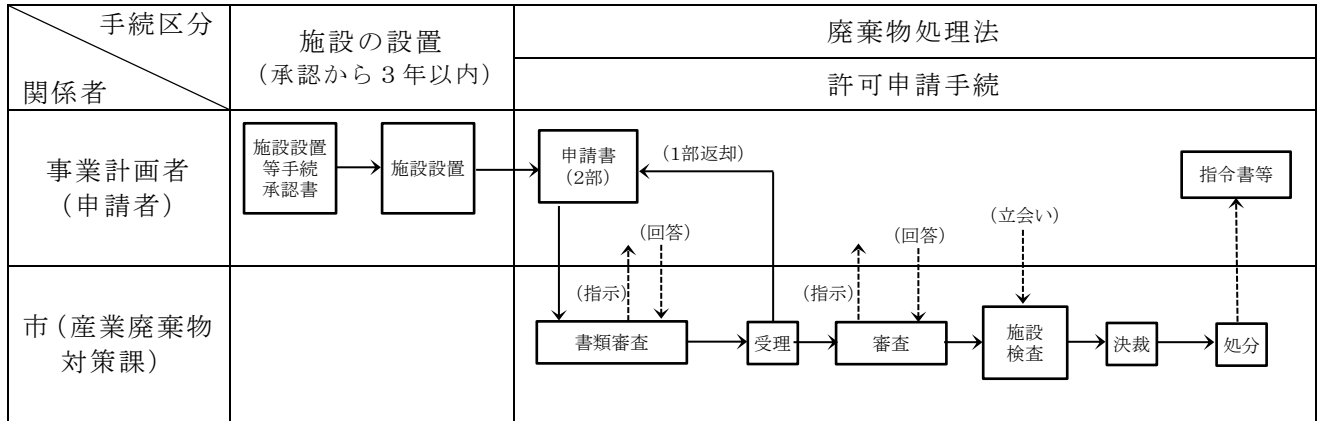 手続区分
関係者
施設の設置
（承認から３年以内）
廃棄物処理法
許可申請手続
事業計画者
（申請者）
施設設置
等手続
承認書
施設設置
申請書
(2部)
(1部返却)
指令書等
(回答)
(回答)
(立会い)
市（産業廃棄物
対策課）
(指示)
(指示)
書類審査
受理
審査
施設
検査
決裁
処分